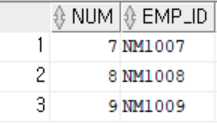 NUM EMP_ID
1 7 NM1007
2 8 NM1008
3 9 NM1009